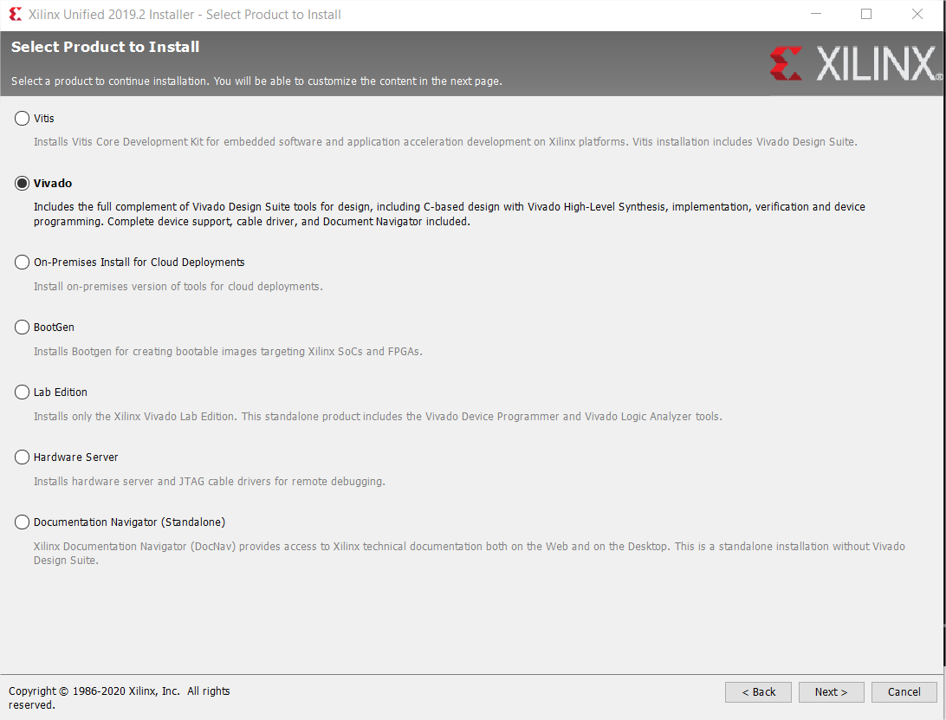 Xilinx Unified 2019.2 Installer - Select Product to Install
Select Product to Install
Select a product to continue installation. You will be able to customize the content in the next page.
XILINX®
Vitis
Installs Vitis Core Development Kit for embedded software and application acceleration development on Xilinx platforms. Vitis installation includes Vivado Design Suite.
Vivado
Includes the full complement of Vivado Design Suite tools for design, including C-based design with Vivado High-Level Synthesis, implementation, verification and device
programming. Complete device support, cable driver, and Document Navigator included.
On-Premises Install for Cloud Deployments
Install on-premises version of tools for cloud deployments.
BootGen
Installs Bootgen for creating bootable images targeting Xilinx SoCs and FPGAs.
Lab Edition
Installs only the Xilinx Vivado Lab Edition. This standalone product includes the Vivado Device Programmer and Vivado Logic Analyzer tools.
Hardware Server
Installs hardware server and JTAG cable drivers for remote debugging.
Documentation Navigator (Standalone)
Xilinx Documentation Navigator (DocNav) provides access to Xilinx technical documentation both on the Web and on the Desktop. This is a standalone installation without Vivado
Design Suite.
Copyright © 1986-2020 Xilinx, Inc. All rights
reserved.
< Back
Next >
Cancel